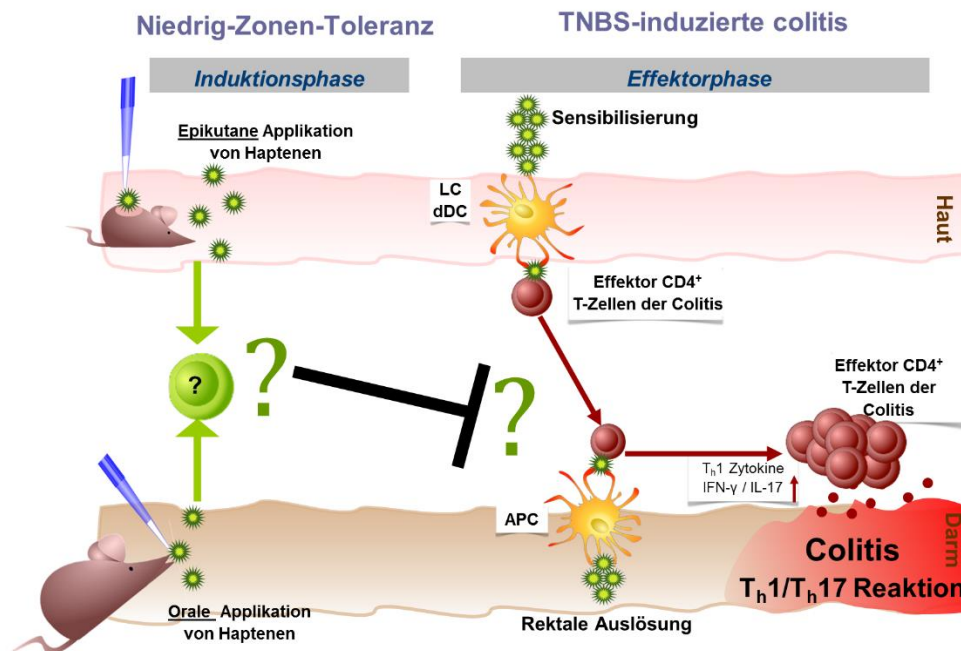 Niedrig-Zonen-Toleranz
TNBS-induzierte colitis
Induktionsphase
Effektorphase
Epikutane Applikation
von Haptenen
Sensibilisierung
LC
dDC
Haut
Effektor CD4⁺
T-Zellen der Colitis
?
?
?
Effektor CD4⁺
T-Zellen der
Colitis
Tₕ1 Zytokine
IFN-γ / IL-17
APC
Darm
Colitis
Tₕ1/Tₕ17 Reaktion
Orale Applikation
von Haptenen
Rektale Auslösung